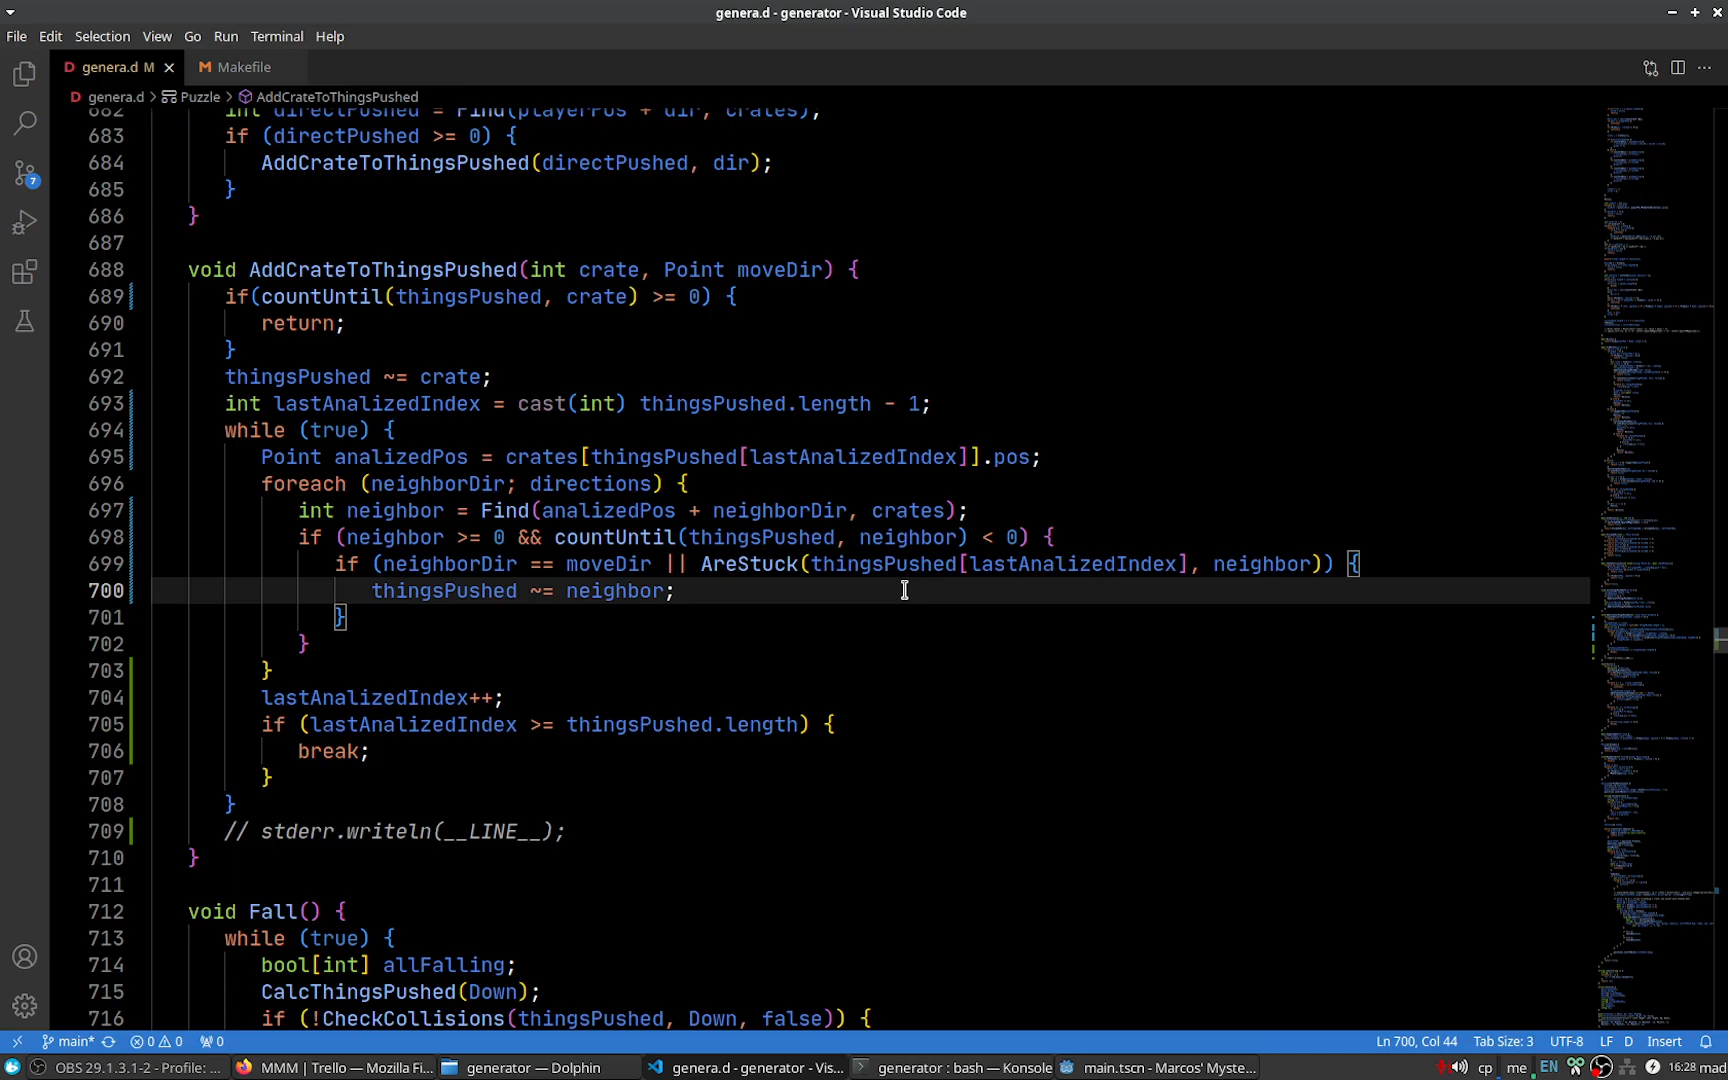 genera.d - generator - Visual Studio Code
File Edit Selection View Go Run Terminal Help
D genera.d M × M Makefile
D genera.d > Puzzle > AddCrateToThingsPushed
682 int directPushed = Find(playerPos + dir, crates);
683 if (directPushed >= 0) {
684 AddCrateToThingsPushed(directPushed, dir);
685 }
686 }
687
688 void AddCrateToThingsPushed(int crate, Point moveDir) {
689 if(countUntil(thingsPushed, crate) >= 0) {
690 return;
691 }
692 thingsPushed ~= crate;
693 int lastAnalizedIndex = cast(int) thingsPushed.length - 1;
694 while (true) {
695 Point analizedPos = crates[thingsPushed[lastAnalizedIndex]].pos;
696 foreach (neighborDir; directions) {
697 int neighbor = Find(analizedPos + neighborDir, crates);
698 if (neighbor >= 0 && countUntil(thingsPushed, neighbor) < 0) {
699 if (neighborDir == moveDir || AreStuck(thingsPushed[lastAnalizedIndex], neighbor)) {
700 thingsPushed ~= neighbor;
701 }
702 }
703 }
704 lastAnalizedIndex++;
705 if (lastAnalizedIndex >= thingsPushed.length) {
706 break;
707 }
708 }
709 // stderr.writeln(__LINE__);
710 }
711
712 void Fall() {
713 while (true) {
714 bool[int] allFalling;
715 CalcThingsPushed(Down);
716 if (!CheckCollisions(thingsPushed, Down, false)) {
7
main* 0 0 0 Ln 700, Col 44 Tab Size: 3 UTF-8 LF D Insert
OBS 29.1.3.1-2 - Profile: ... MMM | Trello — Mozilla Fi... generator — Dolphin genera.d - generator - Vis... generator : bash — Konsole main.tscn - Marcos' Myste... cp me EN 16:28 mad